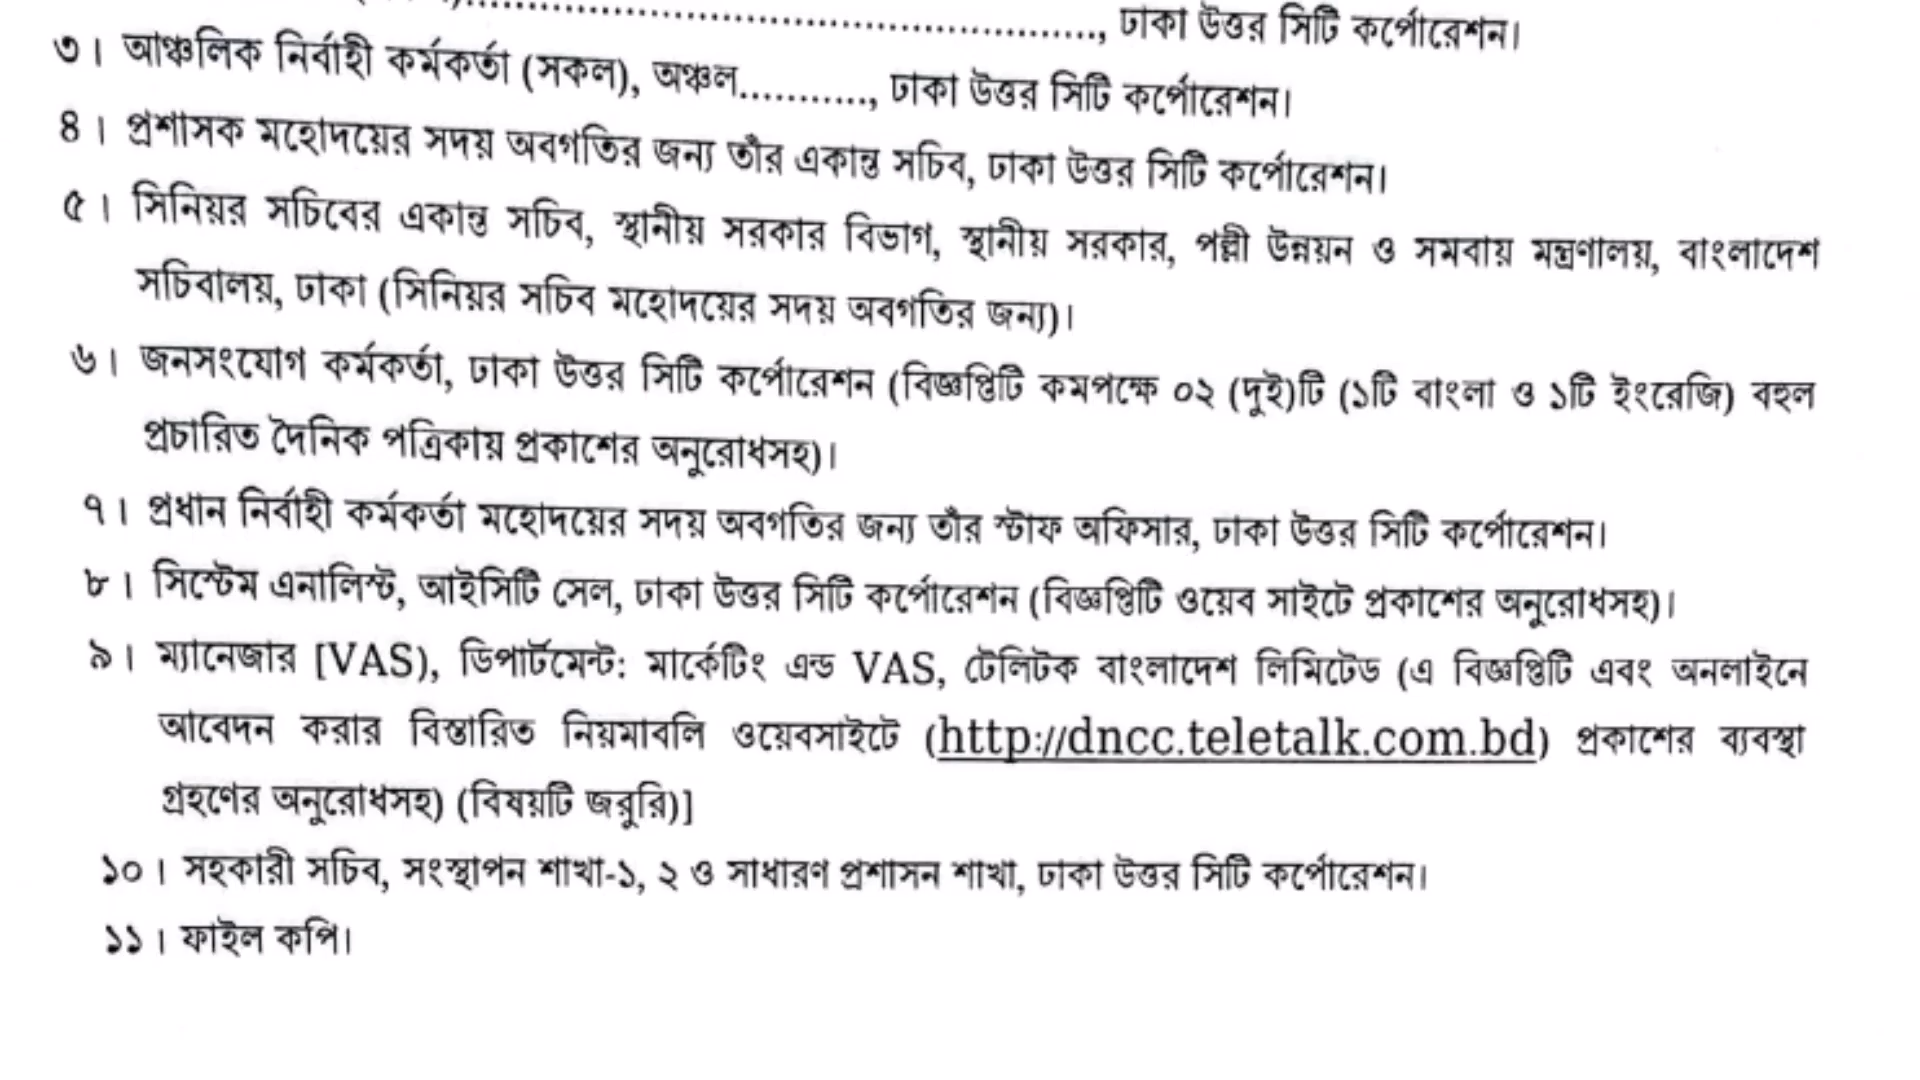 ......................................................................, ঢাকা উত্তর সিটি কর্পোরেশন।
৩। আঞ্চলিক নির্বাহী কর্মকর্তা (সকল), অঞ্চল............, ঢাকা উত্তর সিটি কর্পোরেশন।
৪। প্রশাসক মহোদয়ের সদয় অবগতির জন্য তাঁর একান্ত সচিব, ঢাকা উত্তর সিটি কর্পোরেশন।
৫। সিনিয়র সচিবের একান্ত সচিব, স্থানীয় সরকার বিভাগ, স্থানীয় সরকার, পল্লী উন্নয়ন ও সমবায় মন্ত্রণালয়, বাংলাদেশ
সচিবালয়, ঢাকা (সিনিয়র সচিব মহোদয়ের সদয় অবগতির জন্য)।
৬। জনসংযোগ কর্মকর্তা, ঢাকা উত্তর সিটি কর্পোরেশন (বিজ্ঞপ্তিটি কমপক্ষে ০২ (দুই)টি (১টি বাংলা ও ১টি ইংরেজি) বহুল
প্রচারিত দৈনিক পত্রিকায় প্রকাশের অনুরোধসহ)।
৭। প্রধান নির্বাহী কর্মকর্তা মহোদয়ের সদয় অবগতির জন্য তাঁর স্টাফ অফিসার, ঢাকা উত্তর সিটি কর্পোরেশন।
৮। সিস্টেম এনালিস্ট, আইসিটি সেল, ঢাকা উত্তর সিটি কর্পোরেশন (বিজ্ঞপ্তিটি ওয়েব সাইটে প্রকাশের অনুরোধসহ)।
৯। ম্যানেজার [VAS), ডিপার্টমেন্ট: মার্কেটিং এন্ড VAS, টেলিটক বাংলাদেশ লিমিটেড (এ বিজ্ঞপ্তিটি এবং অনলাইনে
আবেদন করার বিস্তারিত নিয়মাবলি ওয়েবসাইটে (http://dncc.teletalk.com.bd) প্রকাশের ব্যবস্থা
গ্রহণের অনুরোধসহ) (বিষয়টি জরুরি)]
১০। সহকারী সচিব, সংস্থাপন শাখা-১, ২ ও সাধারণ প্রশাসন শাখা, ঢাকা উত্তর সিটি কর্পোরেশন।
১১। ফাইল কপি।